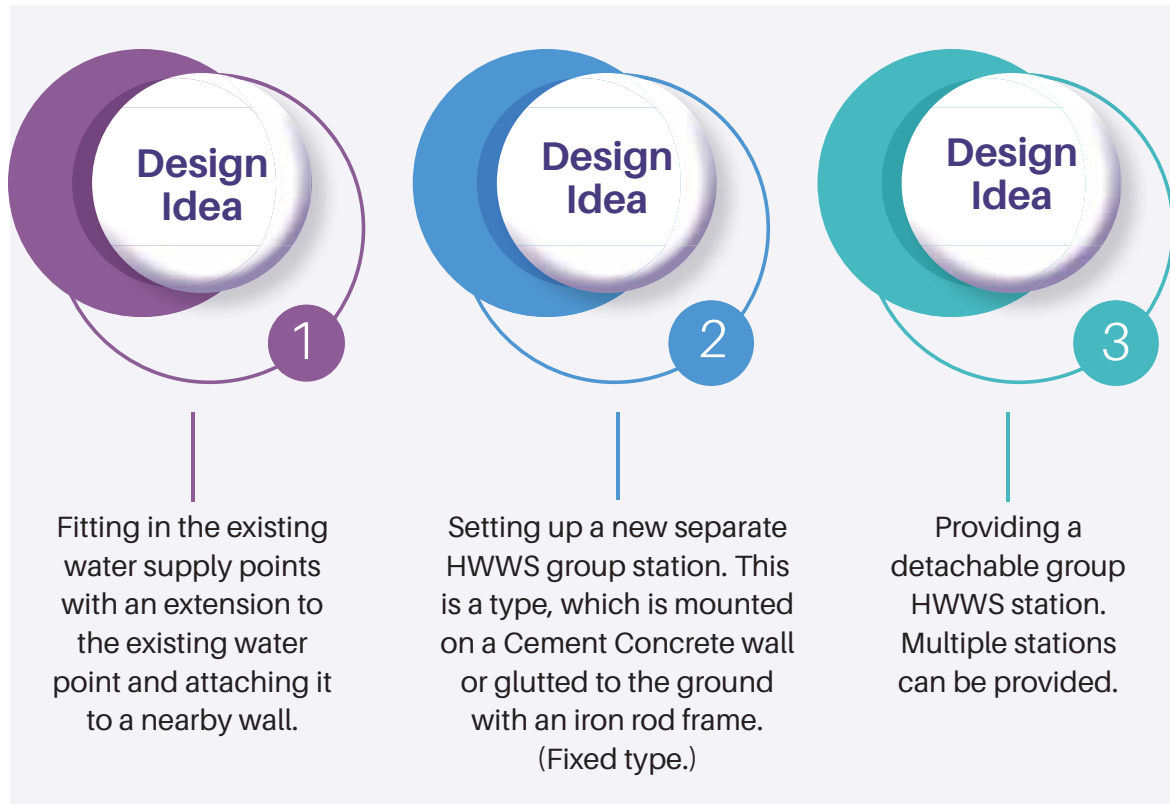 Design
Idea
1
Fitting in the existing
water supply points
with an extension to
the existing water
point and attaching it
to a nearby wall.
Design
Idea
2
Setting up a new separate
HWWS group station. This
is a type, which is mounted
on a Cement Concrete wall
or glutted to the ground
with an iron rod frame.
(Fixed type.)
Design
Idea
3
Providing a
detachable group
HWWS station.
Multiple stations
can be provided.